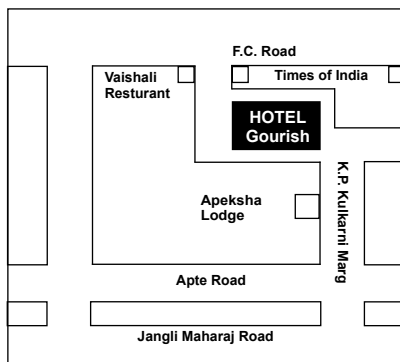 F.C. Road
Vaishali
Resturant
Times of India
HOTEL
Gourish
K.P. Kulkarni Marg
Apeksha
Lodge
Apte Road
Jangli Maharaj Road